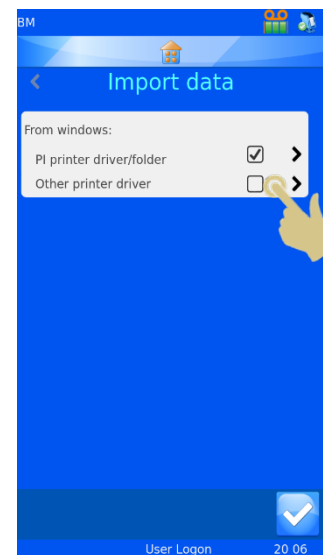 BM
Import data
From windows:
PI printer driver/folder
Other printer driver
User Logon 20 06